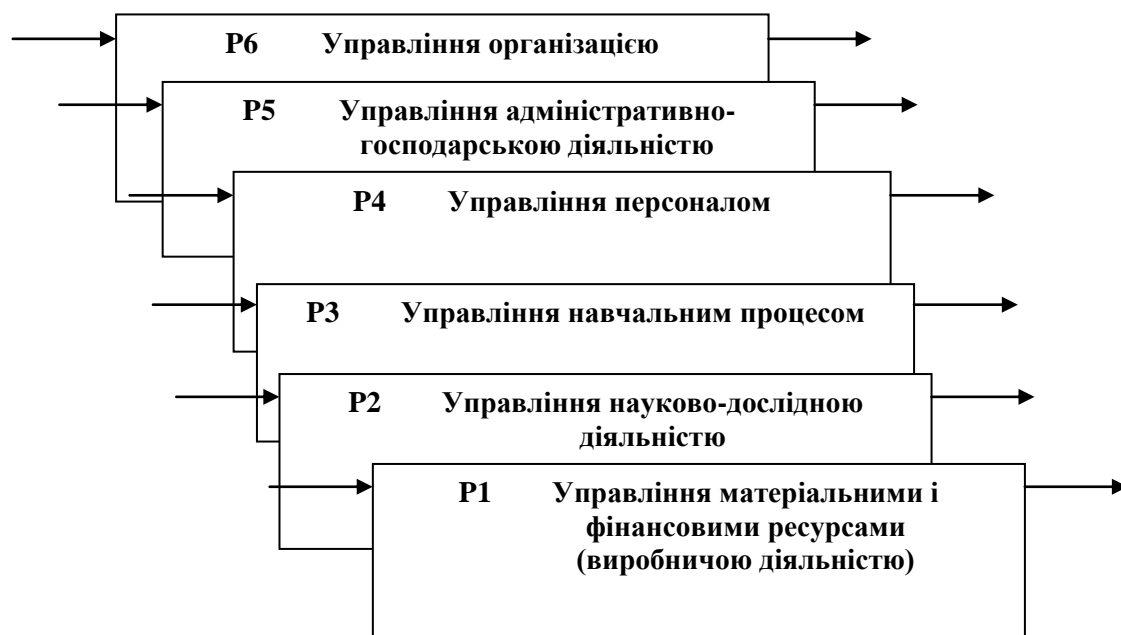 P6 Управління організацією
P5 Управління адміністративно-
господарською діяльністю
P4 Управління персоналом
P3 Управління навчальним процесом
P2 Управління науково-дослідною
діяльністю
P1 Управління матеріальними і
фінансовими ресурсами
(виробничою діяльністю)